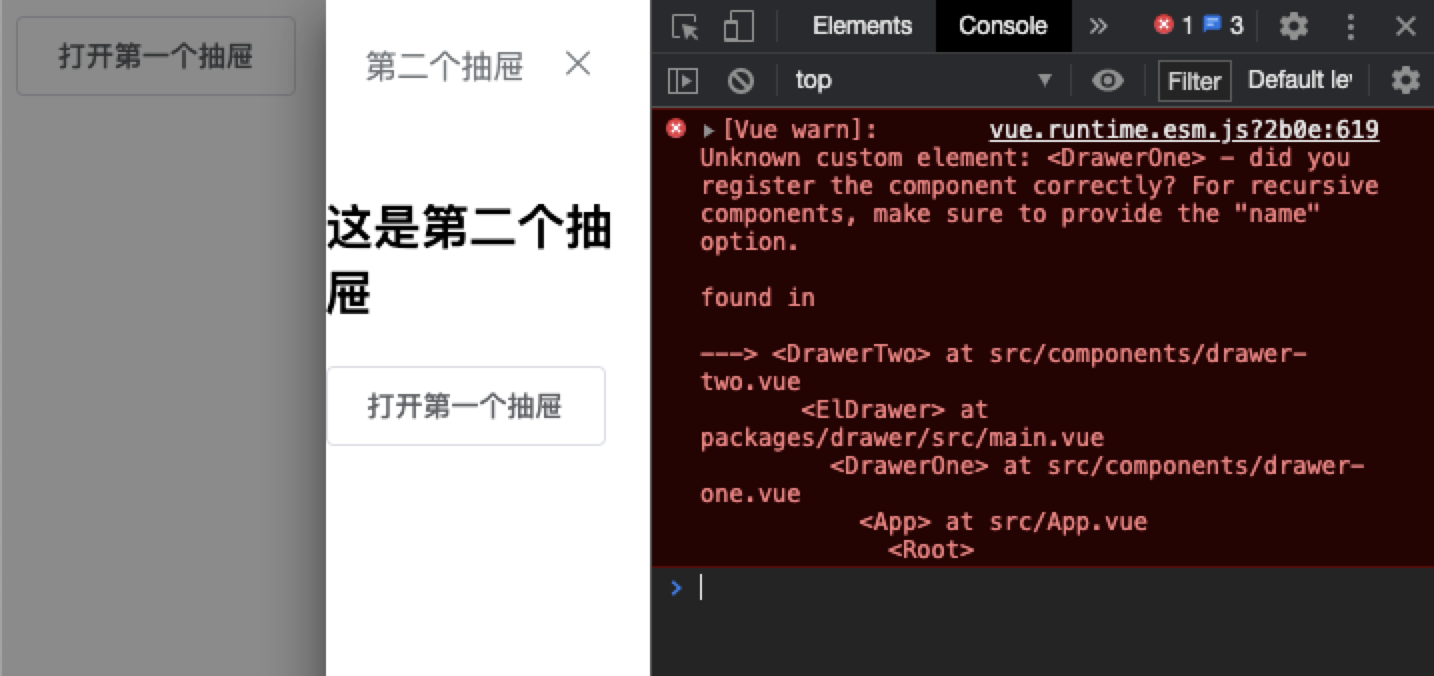 打开第一个抽屉
第二个抽屉
这是第二个抽
屉
打开第一个抽屉
Elements Console 1 3
top Filter Default le
[Vue warn]: vue.runtime.esm.js?2b0e:619
Unknown custom element: <DrawerOne> - did you
register the component correctly? For recursive
components, make sure to provide the "name"
option.
found in
---> <DrawerTwo> at src/components/drawer-
two.vue
<ElDrawer> at
packages/drawer/src/main.vue
<DrawerOne> at src/components/drawer-
one.vue
<App> at src/App.vue
<Root>